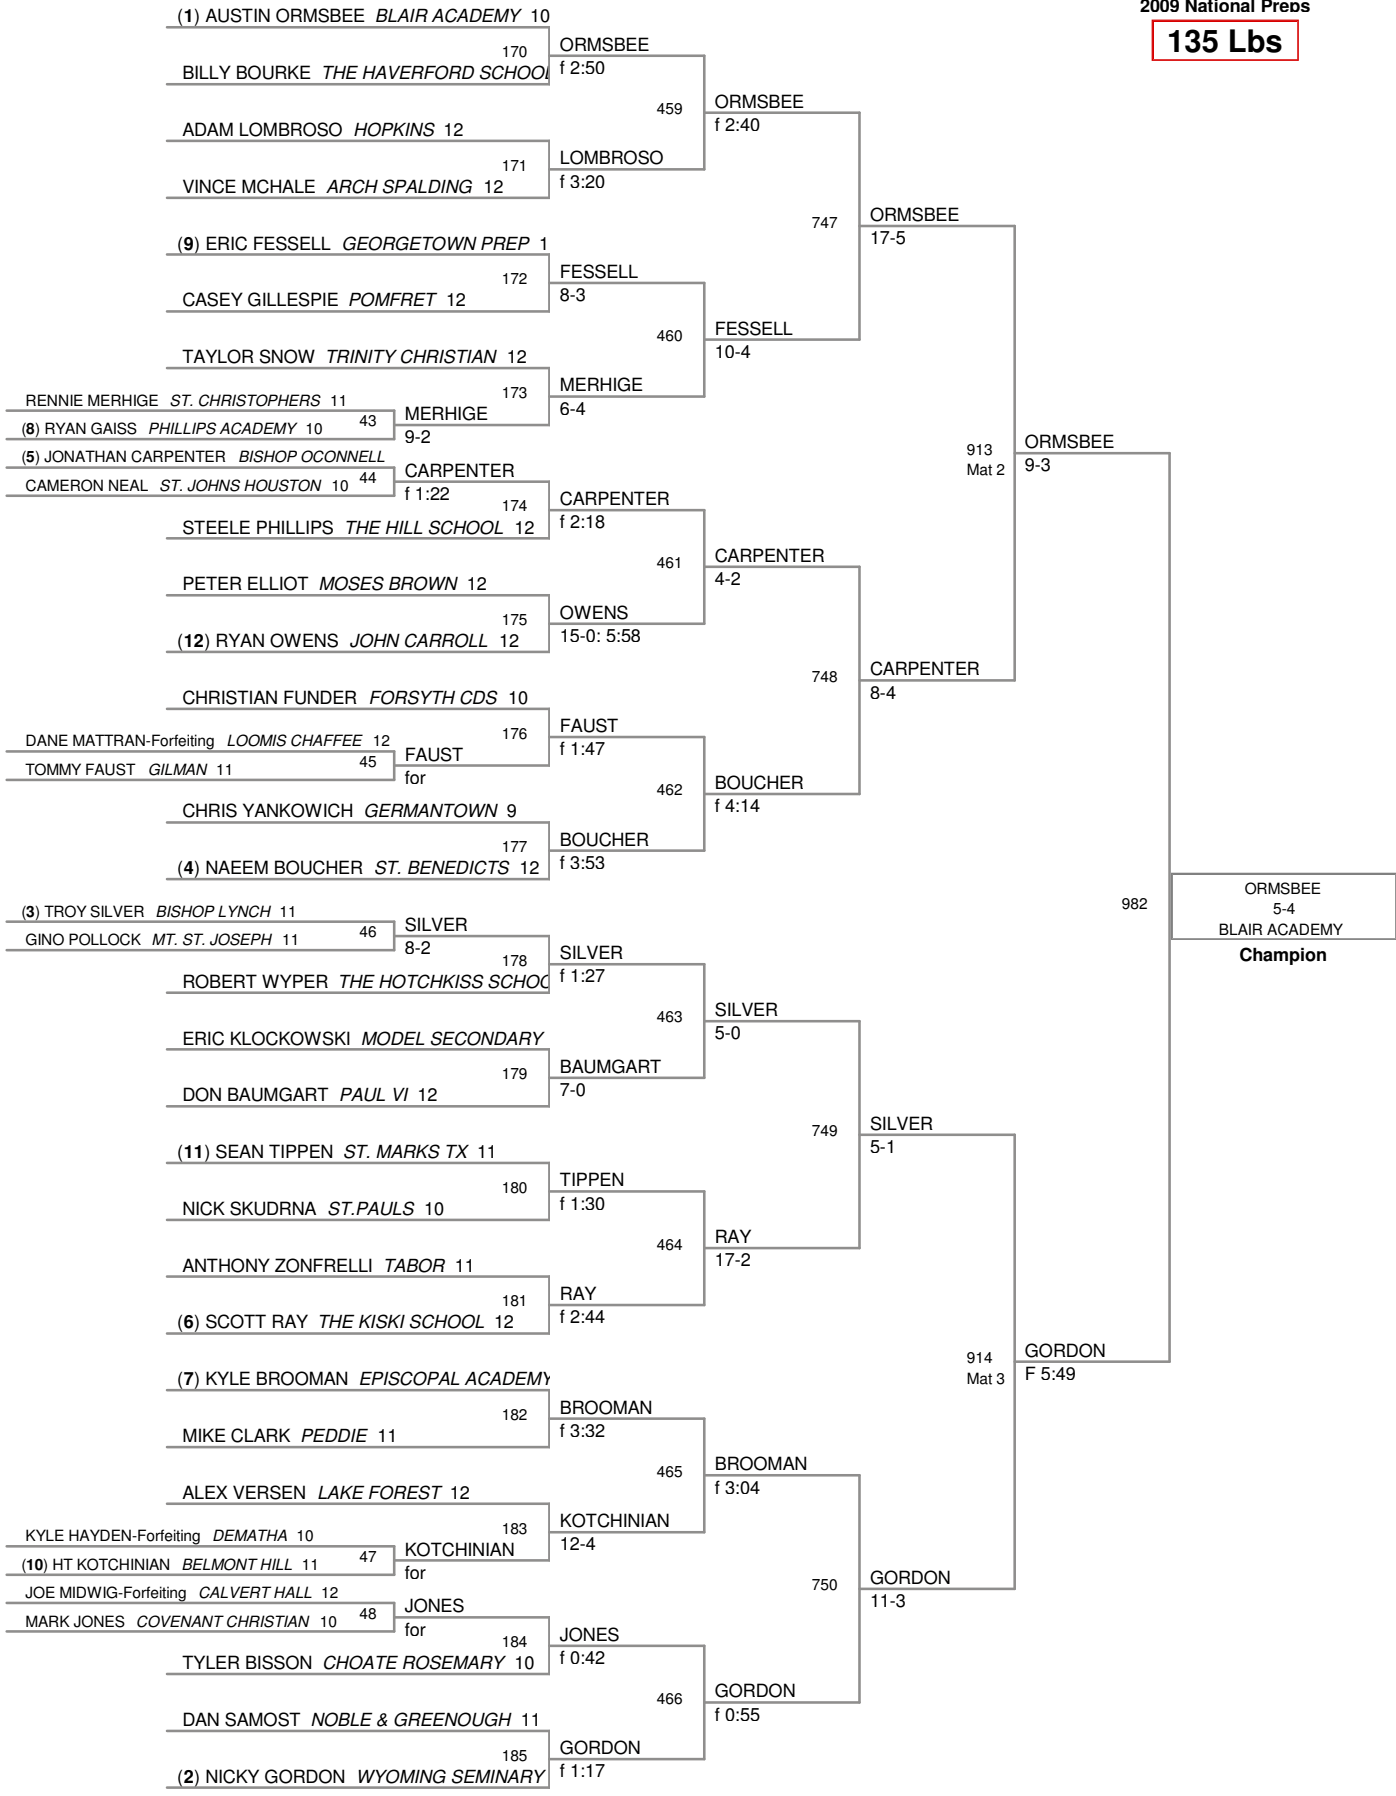 2009 National Preps
135 Lbs
(1) AUSTIN ORMSBEE BLAIR ACADEMY 10
170
BILLY BOURKE THE HAVERFORD SCHOOL
ORMSBEE
f 2:50
459
ADAM LOMBROSO HOPKINS 12
171
VINCE MCHALE ARCH SPALDING 12
LOMBROSO
f 3:20
ORMSBEE
f 2:40
747
(9) ERIC FESSELL GEORGETOWN PREP 1
172
CASEY GILLESPIE POMFRET 12
FESSELL
8-3
460
TAYLOR SNOW TRINITY CHRISTIAN 12
173
RENNIE MERHIGE ST. CHRISTOPHERS 11
43
(8) RYAN GAISS PHILLIPS ACADEMY 10
MERHIGE
9-2
MERHIGE
6-4
FESSELL
10-4
ORMSBEE
17-5
913
Mat 2
(5) JONATHAN CARPENTER BISHOP OCONNELL
44
CAMERON NEAL ST. JOHNS HOUSTON 10
CARPENTER
f 1:22
174
STEELE PHILLIPS THE HILL SCHOOL 12
CARPENTER
f 2:18
461
PETER ELLIOT MOSES BROWN 12
175
(12) RYAN OWENS JOHN CARROLL 12
OWENS
15-0: 5:58
CARPENTER
4-2
748
CHRISTIAN FUNDER FORSYTH CDS 10
176
DANE MATTRAN-Forfeiting LOOMIS CHAFFEE 12
45
TOMMY FAUST GILMAN 11
FAUST
for
FAUST
f 1:47
462
CHRIS YANKOWICH GERMANTOWN 9
177
(4) NAEEM BOUCHER ST. BENEDICTS 12
BOUCHER
f 3:53
BOUCHER
f 4:14
CARPENTER
8-4
ORMSBEE
9-3
982
ORMSBEE
5-4
BLAIR ACADEMY
Champion
(3) TROY SILVER BISHOP LYNCH 11
46
GINO POLLOCK MT. ST. JOSEPH 11
SILVER
8-2
178
ROBERT WYPER THE HOTCHKISS SCHOO
SILVER
f 1:27
463
ERIC KLOCKOWSKI MODEL SECONDARY
179
DON BAUMGART PAUL VI 12
BAUMGART
7-0
SILVER
5-0
749
(11) SEAN TIPPEN ST. MARKS TX 11
180
NICK SKUDRNA ST.PAULS 10
TIPPEN
f 1:30
464
ANTHONY ZONFRELLI TABOR 11
181
(6) SCOTT RAY THE KISKI SCHOOL 12
RAY
f 2:44
RAY
17-2
SILVER
5-1
914
Mat 3
GORDON
F 5:49
(7) KYLE BROOMAN EPISCOPAL ACADEMY
182
MIKE CLARK PEDDIE 11
BROOMAN
f 3:32
465
ALEX VERSEN LAKE FOREST 12
183
KYLE HAYDEN-Forfeiting DEMATHA 10
47
(10) HT KOTCHINIAN BELMONT HILL 11
KOTCHINIAN
for
KOTCHINIAN
12-4
BROOMAN
f 3:04
750
JOE MIDWIG-Forfeiting CALVERT HALL 12
48
MARK JONES COVENANT CHRISTIAN 10
JONES
for
184
TYLER BISSON CHOATE ROSEMARY 10
JONES
f 0:42
466
DAN SAMOST NOBLE & GREENOUGH 11
185
(2) NICKY GORDON WYOMING SEMINARY
GORDON
f 1:17
GORDON
f 0:55
GORDON
11-3